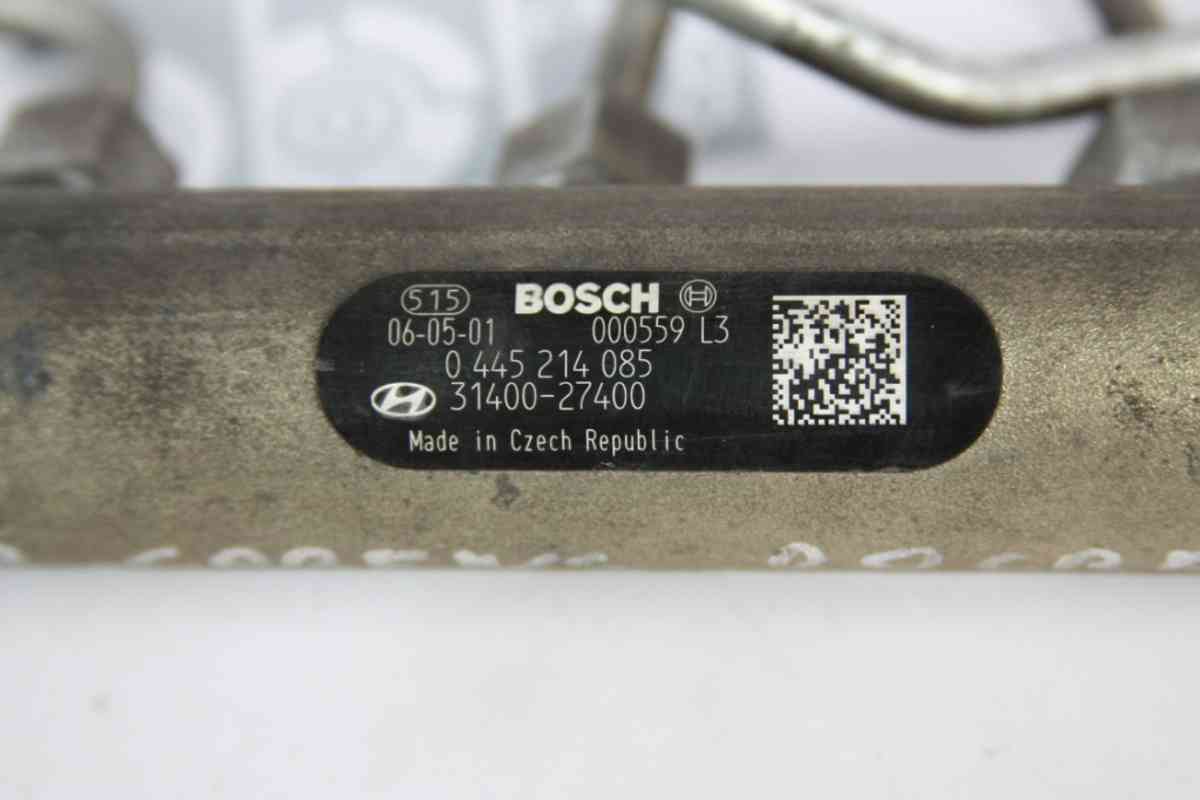 515 BOSCH
06-05-01 000559 L3
0 445 214 085
31400-27400
Made in Czech Republic